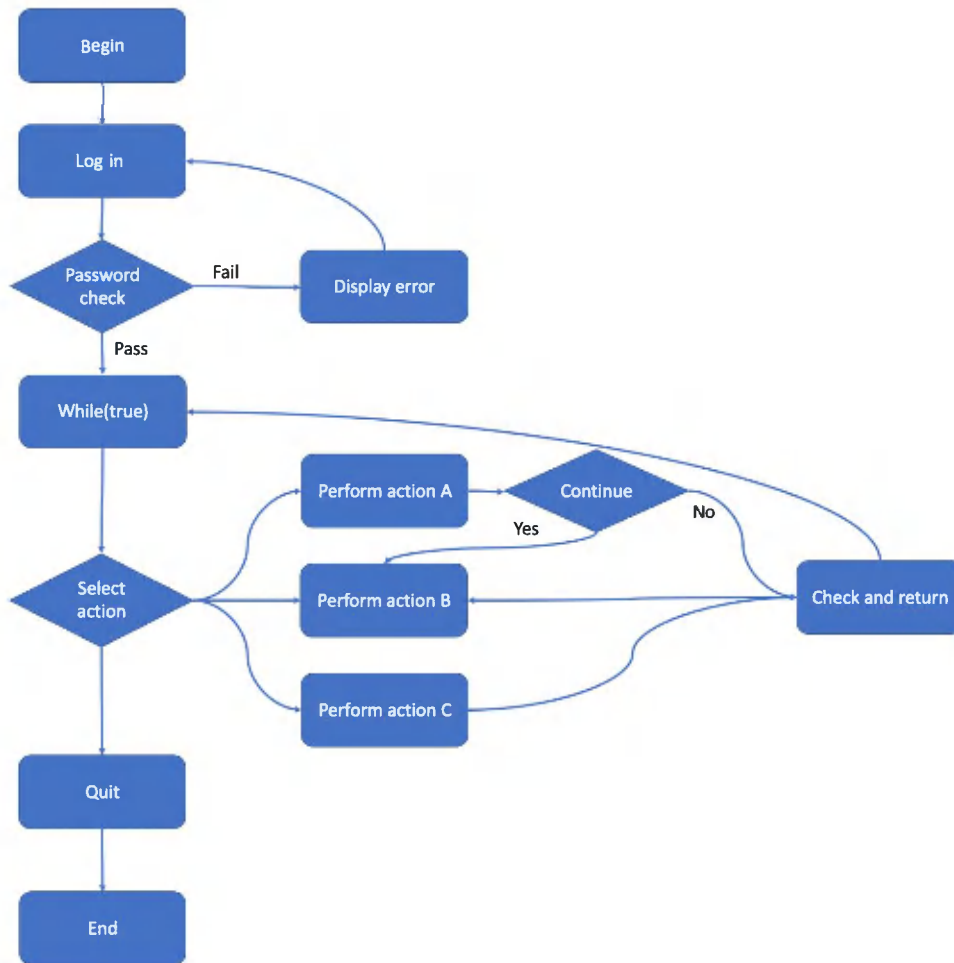 Begin
Log in
Password
check
Fail
Display error
Pass
While(true)
Perform action A
Continue
Yes
No
Select
action
Perform action B
Check and return
Perform action C
Quit
End